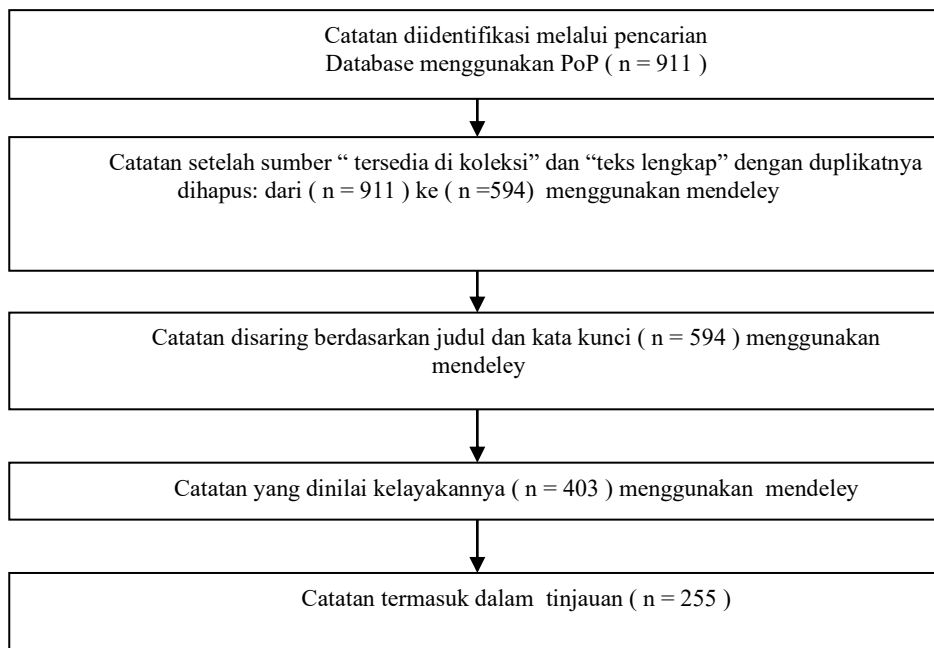 Catatan diidentifikasi melalui pencarian
Database menggunakan PoP ( n = 911 )
Catatan setelah sumber “ tersedia di koleksi” dan “teks lengkap” dengan duplikatnya
dihapus: dari ( n = 911 ) ke ( n =594) menggunakan mendeley
Catatan disaring berdasarkan judul dan kata kunci ( n = 594 ) menggunakan
mendeley
Catatan yang dinilai kelayakannya ( n = 403 ) menggunakan mendeley
Catatan termasuk dalam tinjauan ( n = 255 )